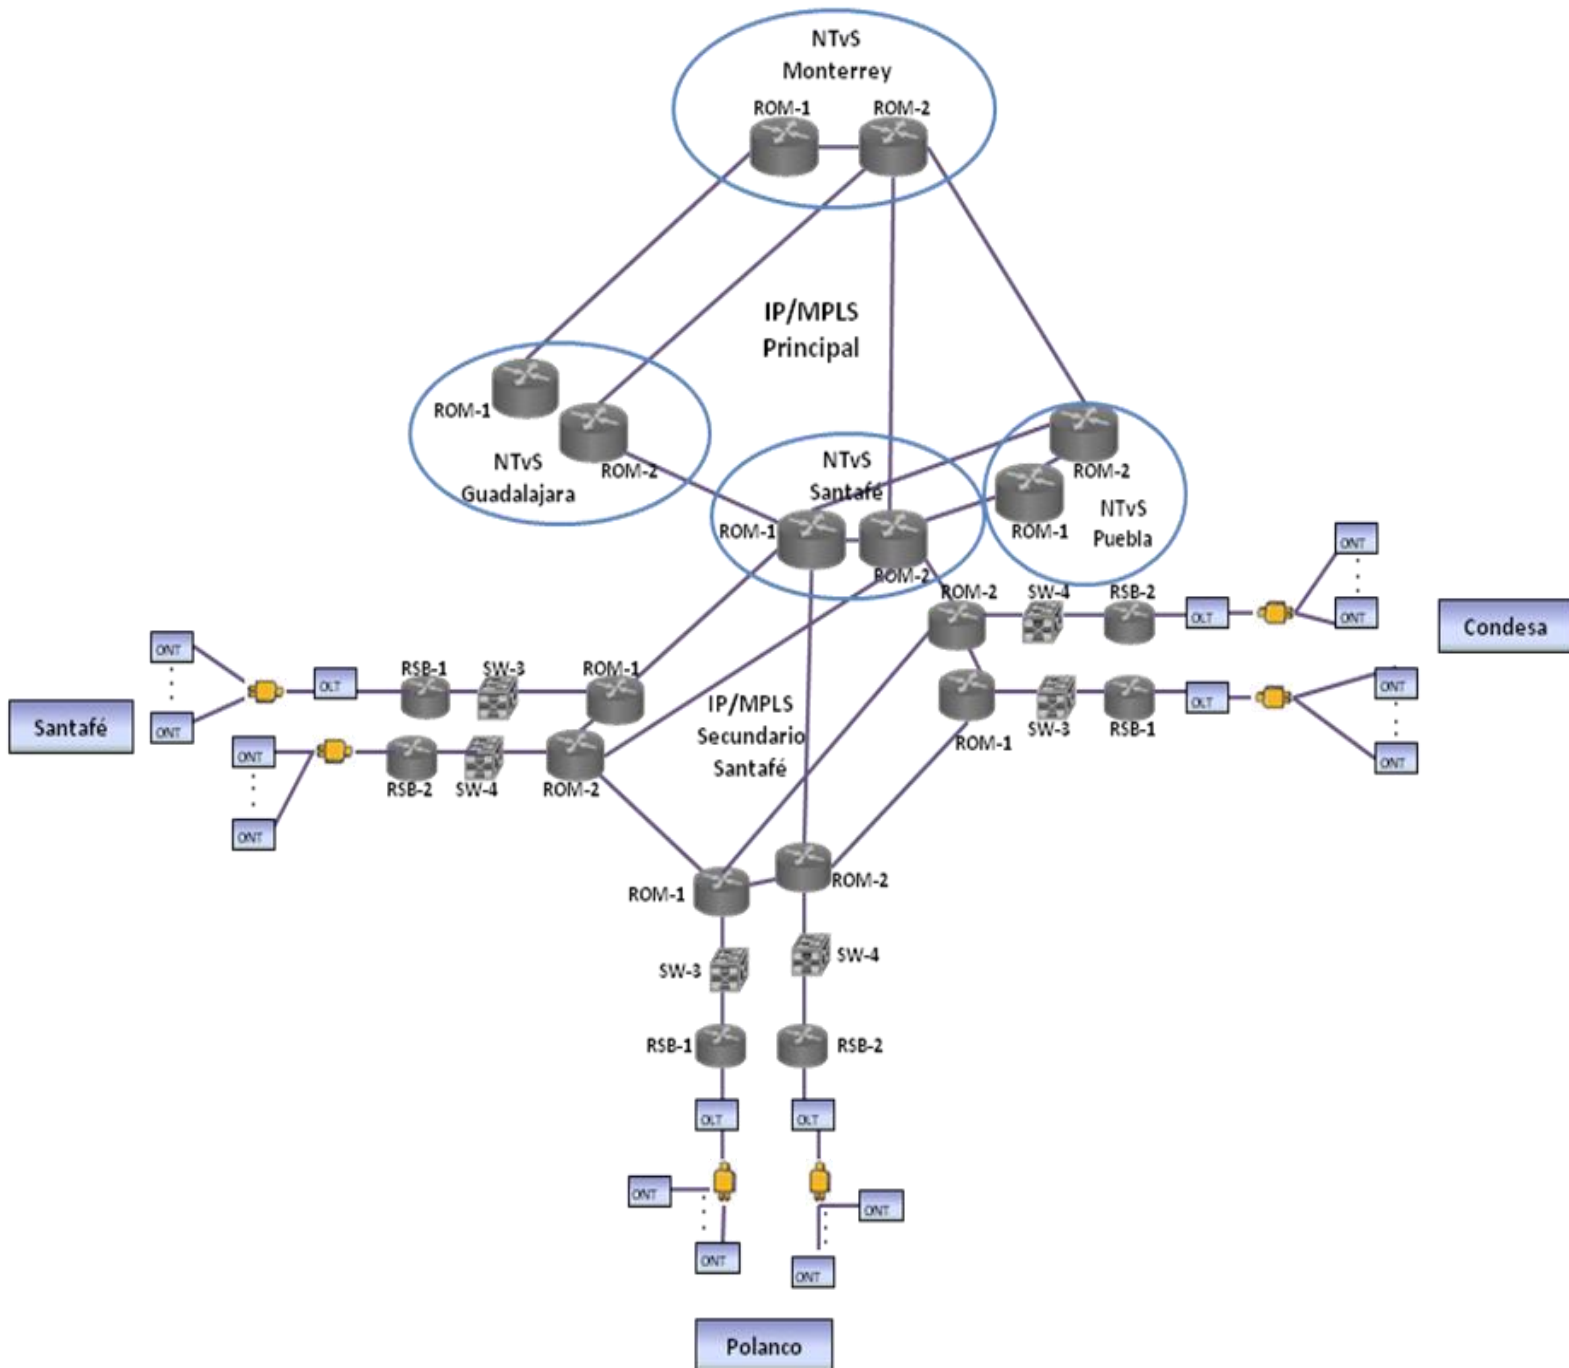 NTvS
Monterrey
ROM-1
ROM-2
IP/MPLS
Principal
ROM-1
ROM-2
NTvS
Guadalajara
NTvS
Santafé
ROM-1
ROM-2
ROM-2
ROM-1
NTvS
Puebla
ONT
ROM-2
SW-4
RSB-2
OLT
ONT
Condesa
ONT
OLT
RSB-1
SW-3
ROM-1
ONT
Santafé
IP/MPLS
Secundario
Santafé
ROM-1
SW-3
RSB-1
OLT
ONT
ONT
ONT
RSB-2
SW-4
ROM-2
ONT
ROM-1
ROM-2
SW-3
SW-4
RSB-1
RSB-2
OLT
OLT
ONT
ONT
ONT
ONT
Polanco